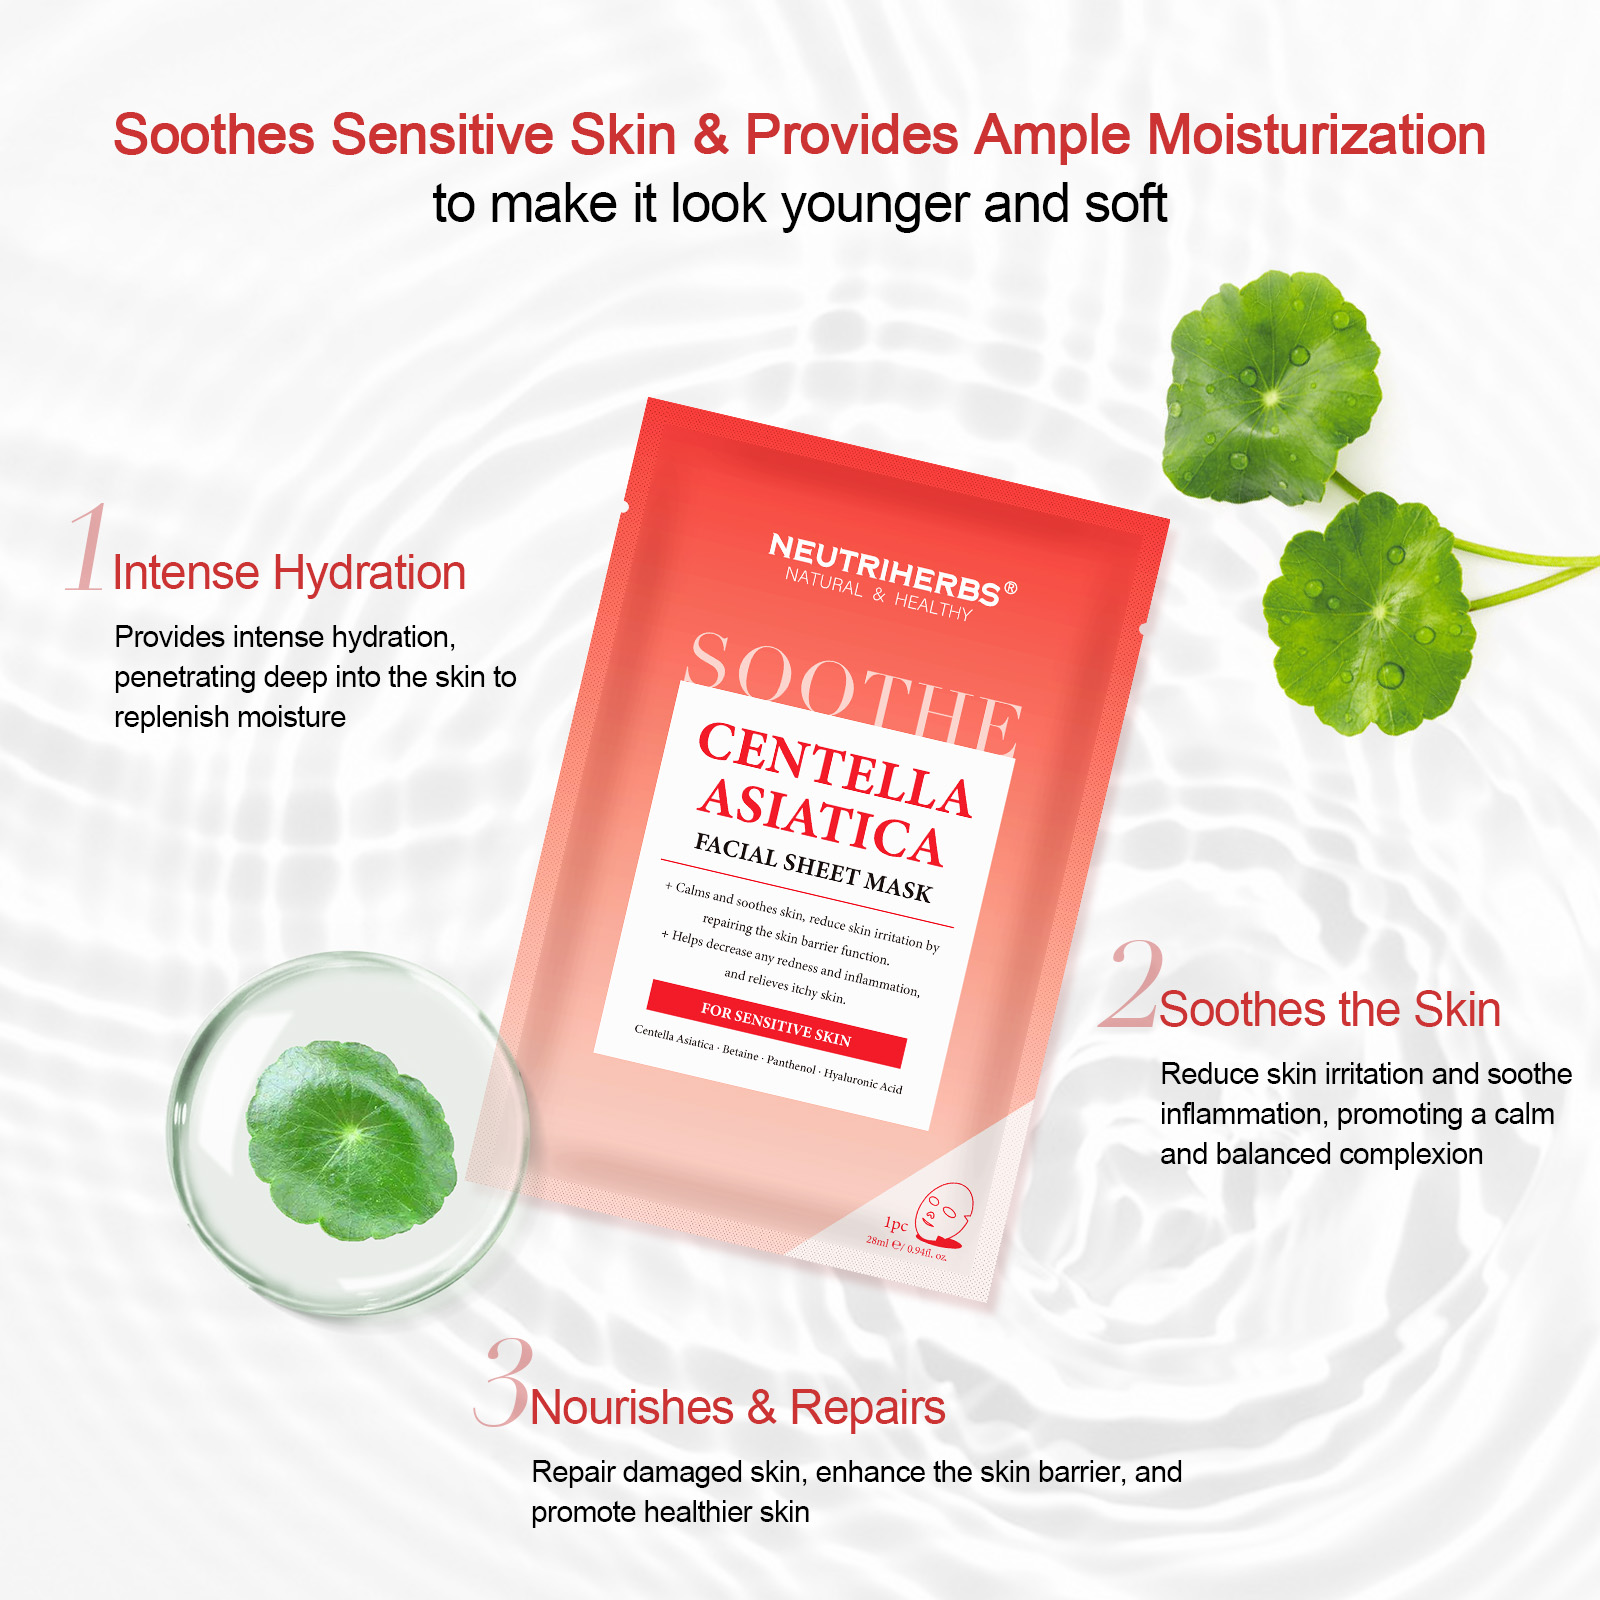 Soothes Sensitive Skin & Provides Ample Moisturization
to make it look younger and soft
1
Intense Hydration
Provides intense hydration,
penetrating deep into the skin to
replenish moisture
NEUTRIHERBS®
NATURAL & HEALTHY
SOOTHE
CENTELLA
ASIATICA
FACIAL SHEET MASK
+ Calms and soothes skin, reduce skin irritation by
repairing the skin barrier function.
+ Helps decrease any redness and inflammation,
and relieves itchy skin.
FOR SENSITIVE SKIN
Centella Asiatica · Betaine · Panthenol · Hyaluronic Acid
1pc
28ml ℮/ 0.94fl. oz.
2
Soothes the Skin
Reduce skin irritation and soothe
inflammation, promoting a calm
and balanced complexion
3
Nourishes & Repairs
Repair damaged skin, enhance the skin barrier, and
promote healthier skin